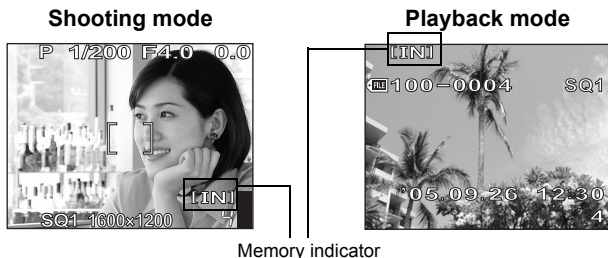 Shooting mode
P 1/200 F4.0 0.0
[IN]
SQ1 1600×1200
4
Playback mode
[IN]
FILE 100-0004 SQ1
'05.09.26 12:30
4
Memory indicator